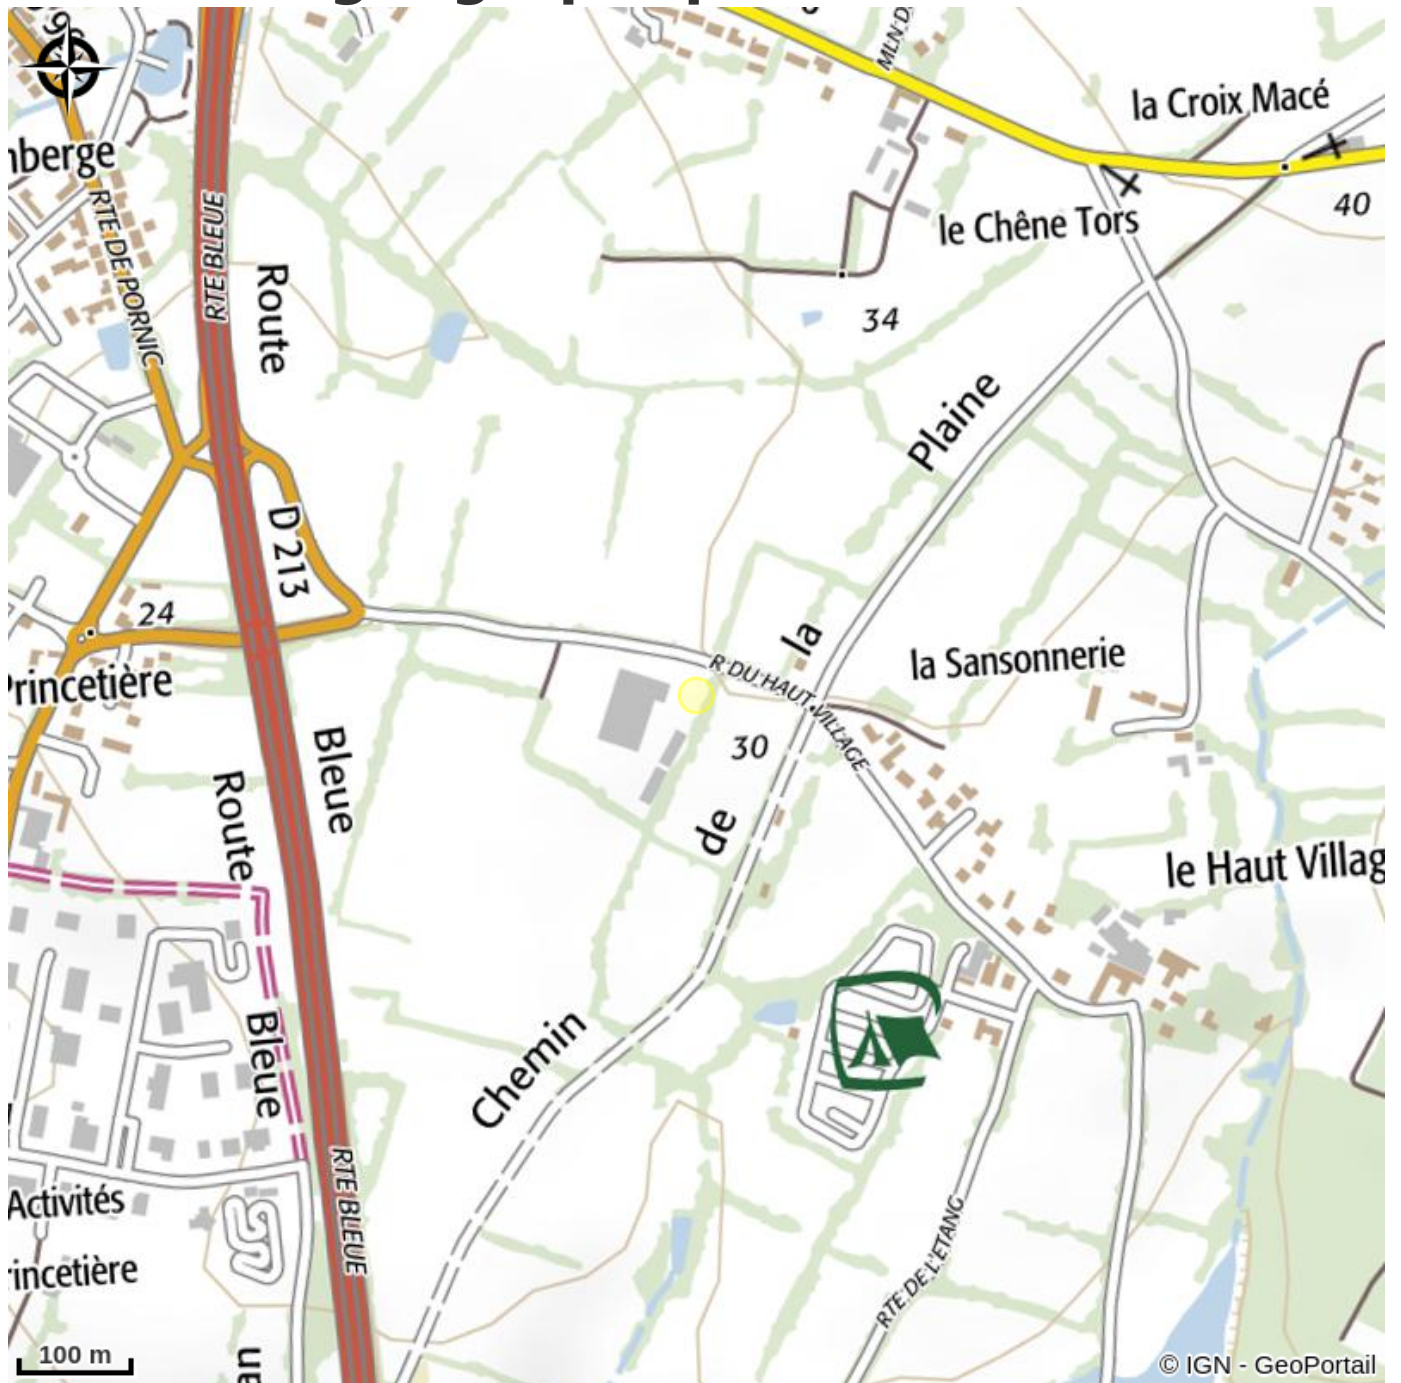 MLN D
la Croix Macé
nberge
RTE DE PORNIC
RTE BLEUE
Route
le Chêne Tors
40
34
Plaine
D 213
24
la
la Sansonnerie
Princetière
R DU HAUT VILLAGE
30
Bleue
Route
de
le Haut Villag
Chemin
Bleue
RTE BLEUE
Activités
RTE DE L'ETANG
rincetière
100 m
© IGN - GeoPortail